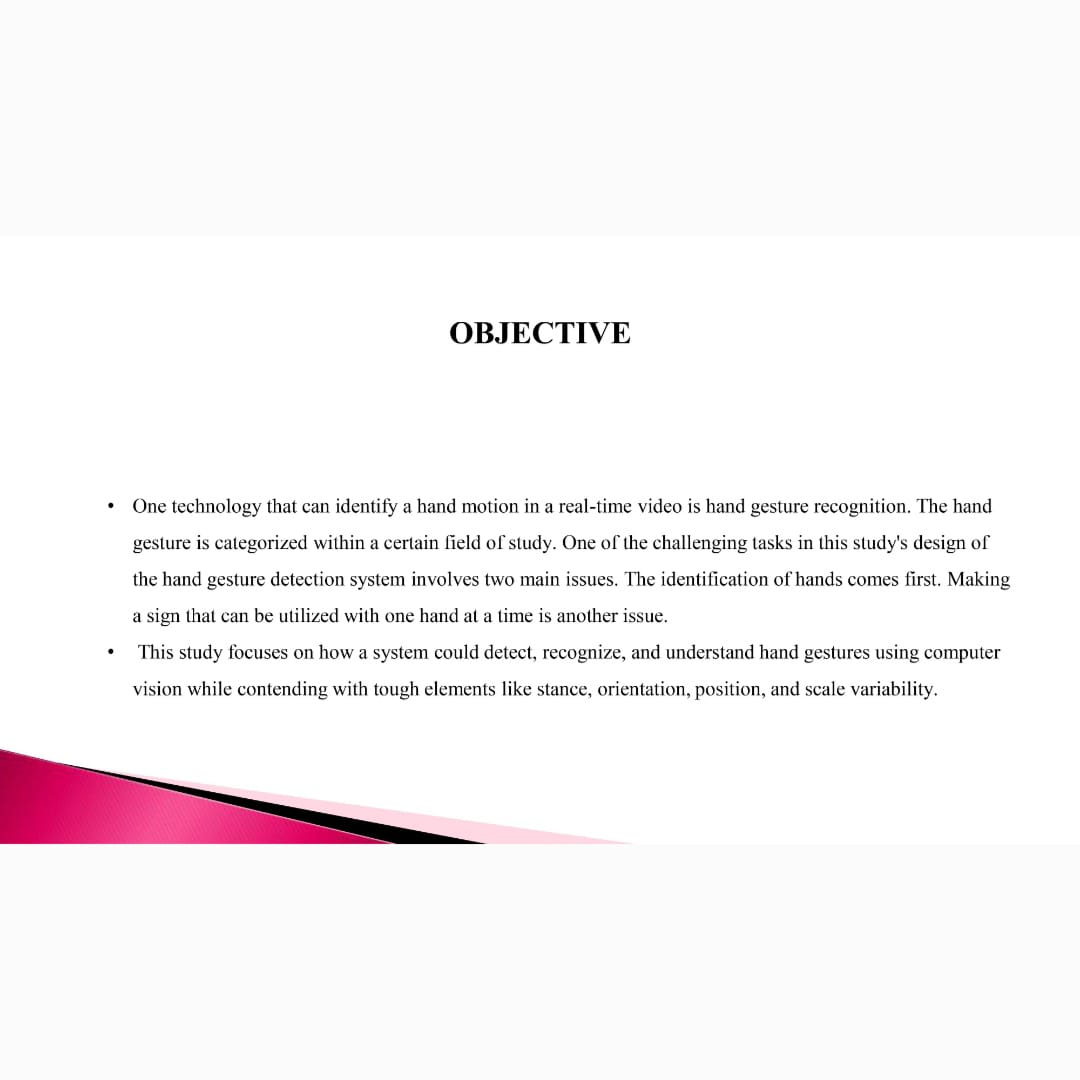 OBJECTIVE
• One technology that can identify a hand motion in a real-time video is hand gesture recognition. The hand
gesture is categorized within a certain field of study. One of the challenging tasks in this study's design of
the hand gesture detection system involves two main issues. The identification of hands comes first. Making
a sign that can be utilized with one hand at a time is another issue.
• This study focuses on how a system could detect, recognize, and understand hand gestures using computer
vision while contending with tough elements like stance, orientation, position, and scale variability.